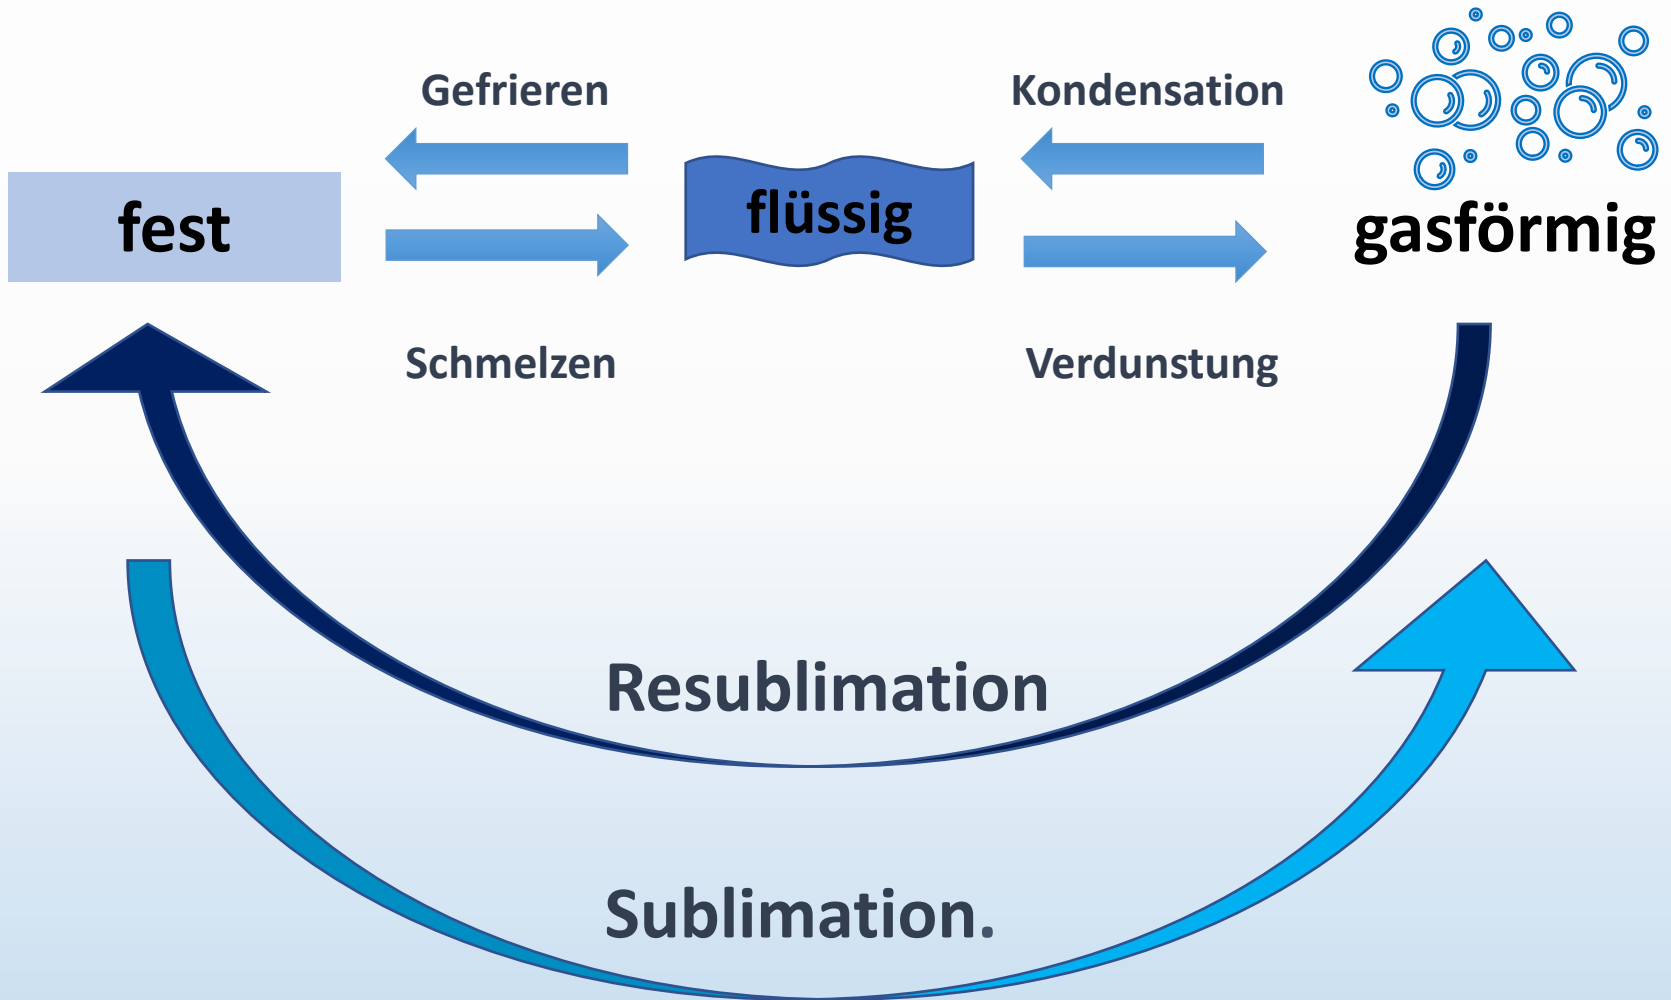 Gefrieren
Kondensation
fest
flüssig
gasförmig
Schmelzen
Verdunstung
Resublimation
Sublimation.